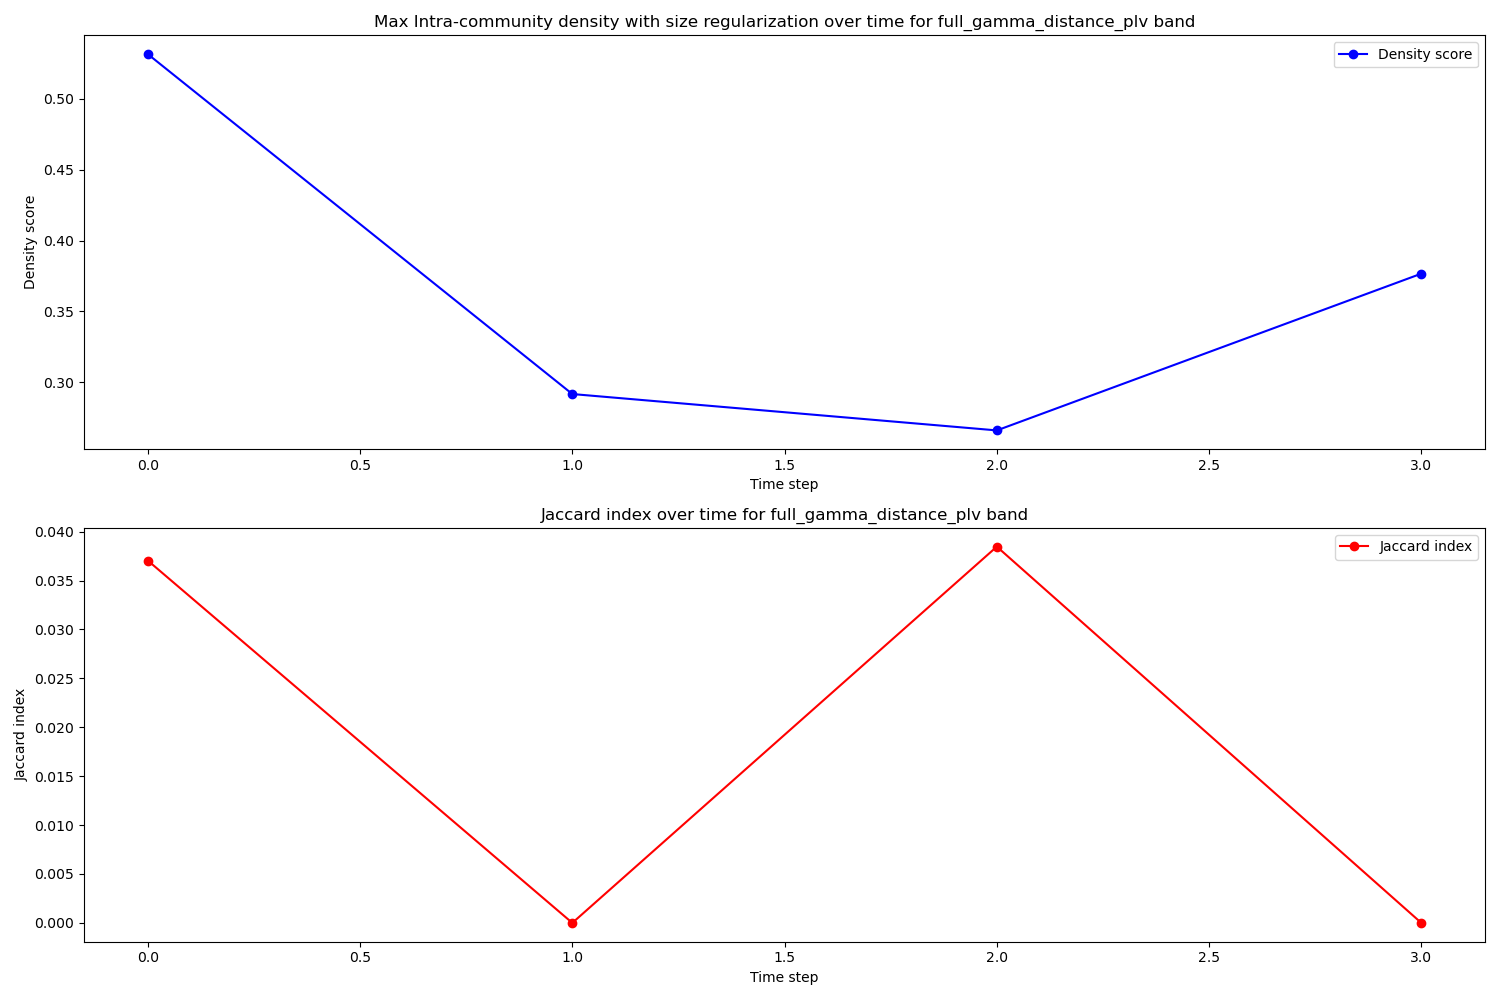 Max Intra-community density with size regularization over time for full_gamma_distance_plv band
Density score
Density score
0.50
0.45
0.40
0.35
0.30
0.0 0.5 1.0 1.5 2.0 2.5 3.0
Time step
Jaccard index over time for full_gamma_distance_plv band
Jaccard index
Jaccard index
0.040
0.035
0.030
0.025
0.020
0.015
0.010
0.005
0.000
0.0 0.5 1.0 1.5 2.0 2.5 3.0
Time step